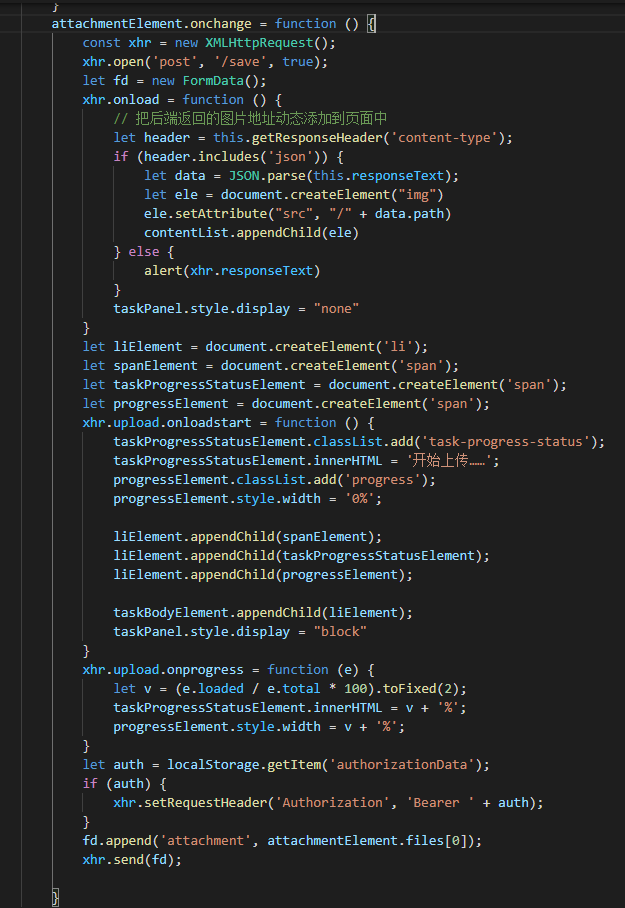 }
attachmentElement.onchange = function () {
const xhr = new XMLHttpRequest();
xhr.open('post', '/save', true);
let fd = new FormData();
xhr.onload = function () {
// 把后端返回的图片地址动态添加到页面中
let header = this.getResponseHeader('content-type');
if (header.includes('json')) {
let data = JSON.parse(this.responseText);
let ele = document.createElement("img")
ele.setAttribute("src", "/" + data.path)
contentList.appendChild(ele)
} else {
alert(xhr.responseText)
}
taskPanel.style.display = "none"
}
let liElement = document.createElement('li');
let spanElement = document.createElement('span');
let taskProgressStatusElement = document.createElement('span');
let progressElement = document.createElement('span');
xhr.upload.onloadstart = function () {
taskProgressStatusElement.classList.add('task-progress-status');
taskProgressStatusElement.innerHTML = '开始上传……';
progressElement.classList.add('progress');
progressElement.style.width = '0%';
liElement.appendChild(spanElement);
liElement.appendChild(taskProgressStatusElement);
liElement.appendChild(progressElement);
taskBodyElement.appendChild(liElement);
taskPanel.style.display = "block"
}
xhr.upload.onprogress = function (e) {
let v = (e.loaded / e.total * 100).toFixed(2);
taskProgressStatusElement.innerHTML = v + '%';
progressElement.style.width = v + '%';
}
let auth = localStorage.getItem('authorizationData');
if (auth) {
xhr.setRequestHeader('Authorization', 'Bearer ' + auth);
}
fd.append('attachment', attachmentElement.files[0]);
xhr.send(fd);
}